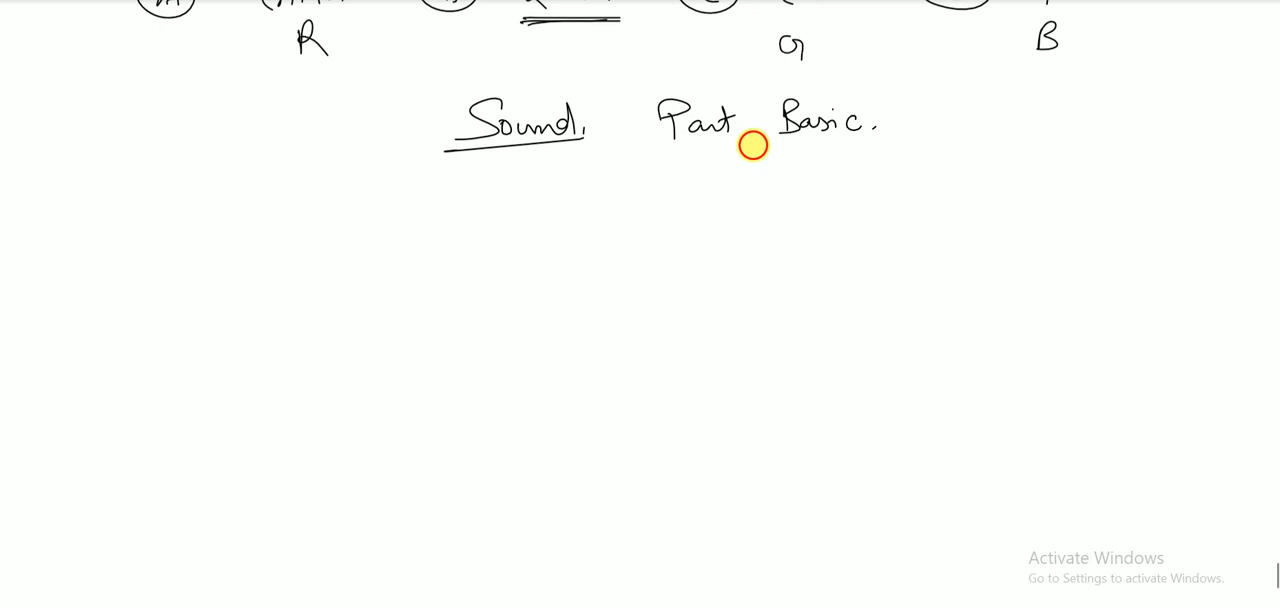 R G B
Sound. Part Basic.
Activate Windows
Go to Settings to activate Windows.